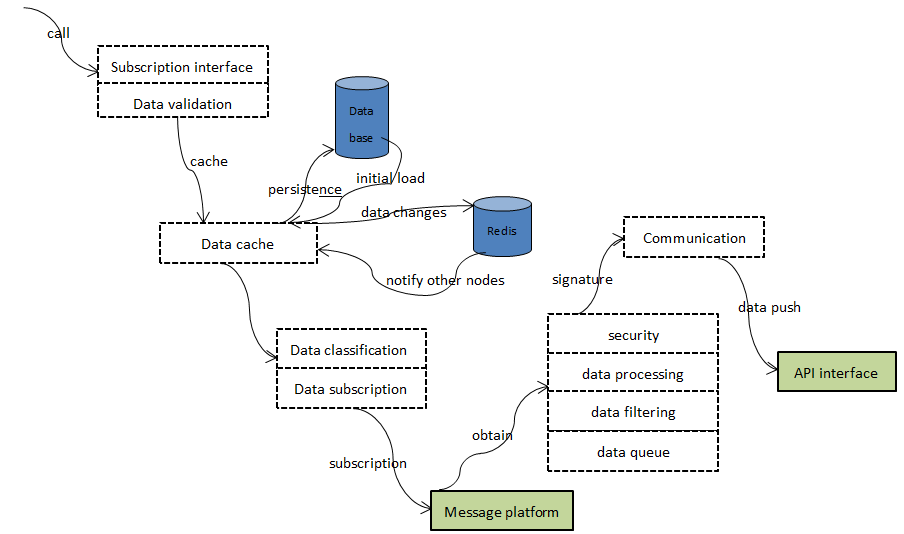 call
Subscription interface
Data validation
cache
Data
base
persistence
initial load
data changes
Redis
Data cache
notify other nodes
Communication
signature
data push
security
data processing
data filtering
data queue
API interface
Data classification
Data subscription
obtain
subscription
Message platform